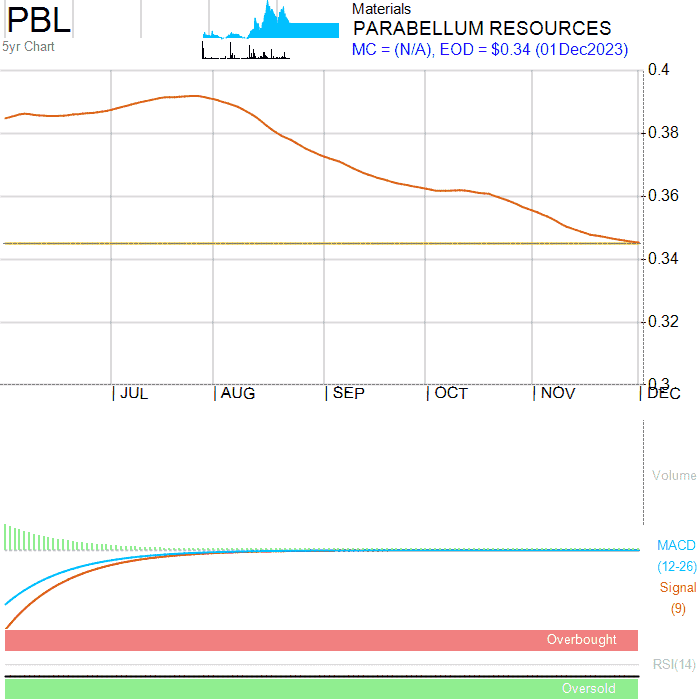 PBL
5yr Chart
Materials
PARABELLUM RESOURCES
MC = (N/A), EOD = $0.34 (01Dec2023)
0.4
0.38
0.36
0.34
0.32
0.3
JUL
AUG
SEP
OCT
NOV
DEC
Volume
MACD
(12-26)
Signal
(9)
Overbought
RSI(14)
Oversold